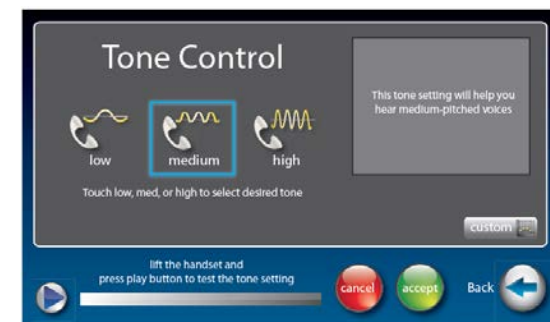 Tone Control
This tone setting will help you
hear medium-pitched voices
low
medium
high
Touch low, med, or high to select desired tone
custom
lift the handset and
press play button to test the tone setting
cancel
accept
Back